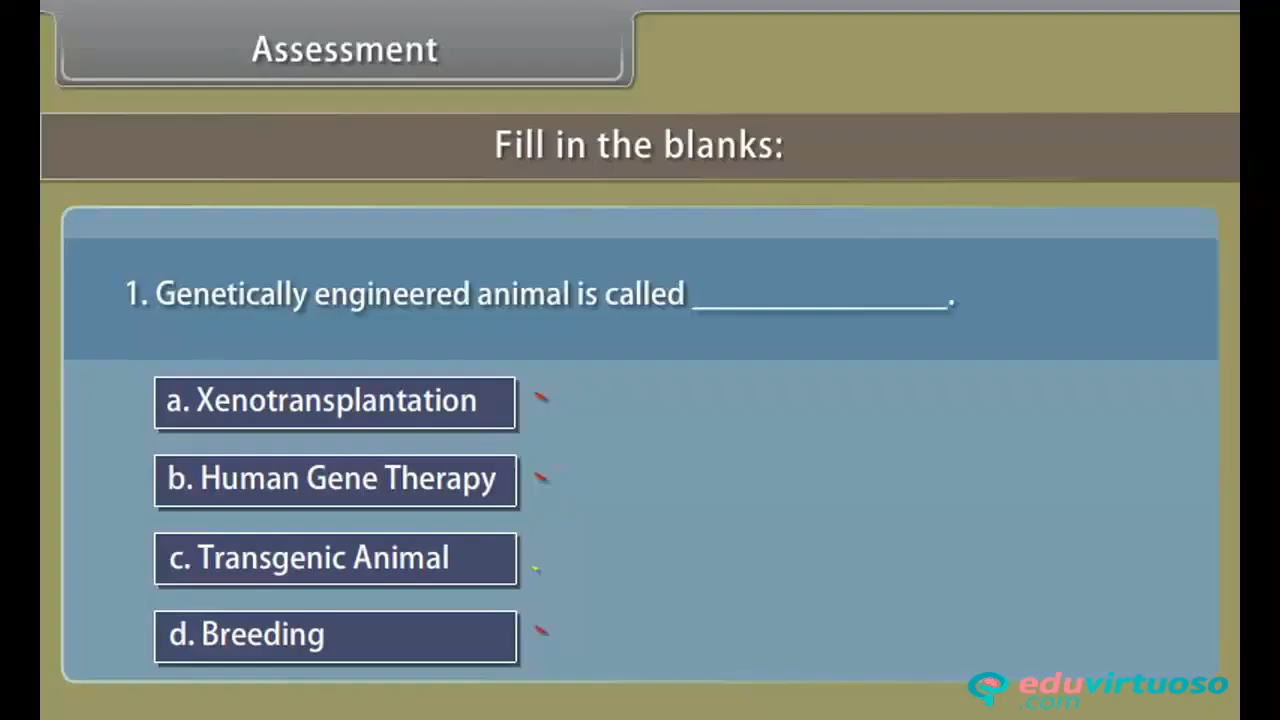 Assessment
Fill in the blanks:
1. Genetically engineered animal is called _______________.
a. Xenotransplantation
b. Human Gene Therapy
c. Transgenic Animal
d. Breeding
eduvirtuoso
.com